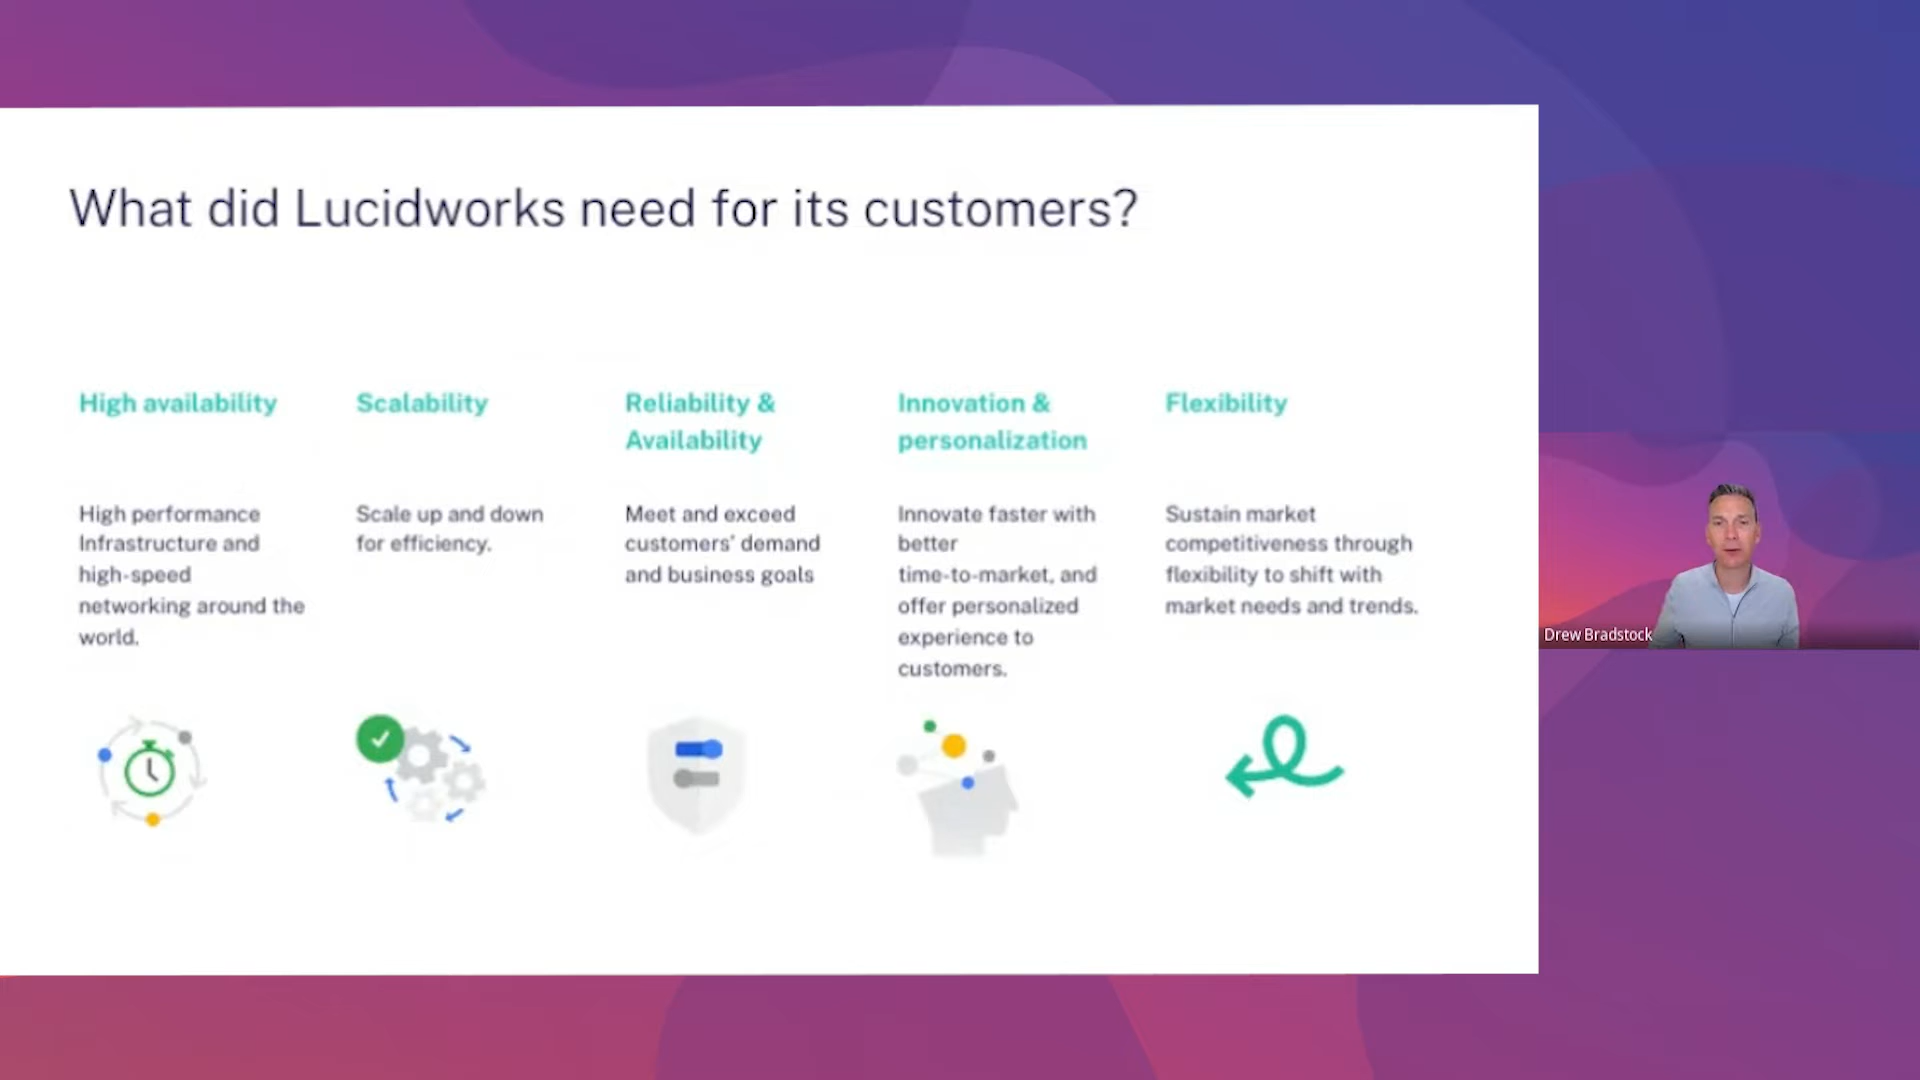 What did Lucidworks need for its customers?
High availability
High performance
Infrastructure and
high-speed
networking around the
world.
Scalability
Scale up and down
for efficiency.
Reliability &
Availability
Meet and exceed
customers' demand
and business goals
Innovation &
personalization
Innovate faster with
better
time-to-market, and
offer personalized
experience to
customers.
Flexibility
Sustain market
competitiveness through
flexibility to shift with
market needs and trends.
Drew Bradstock